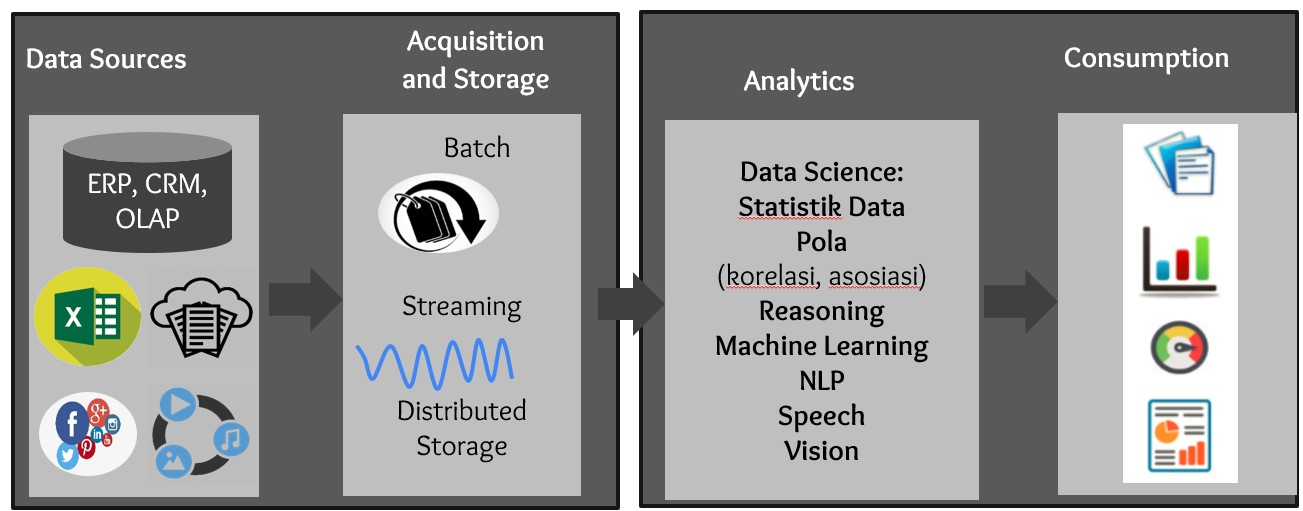 Data Sources
ERP, CRM,
OLAP
X
f
g+
in
Acquisition
and Storage
Batch
Streaming
Distributed
Storage
Analytics
Data Science:
Statistik Data
Pola
(korelasi, asosiasi)
Reasoning
Machine Learning
NLP
Speech
Vision
Consumption